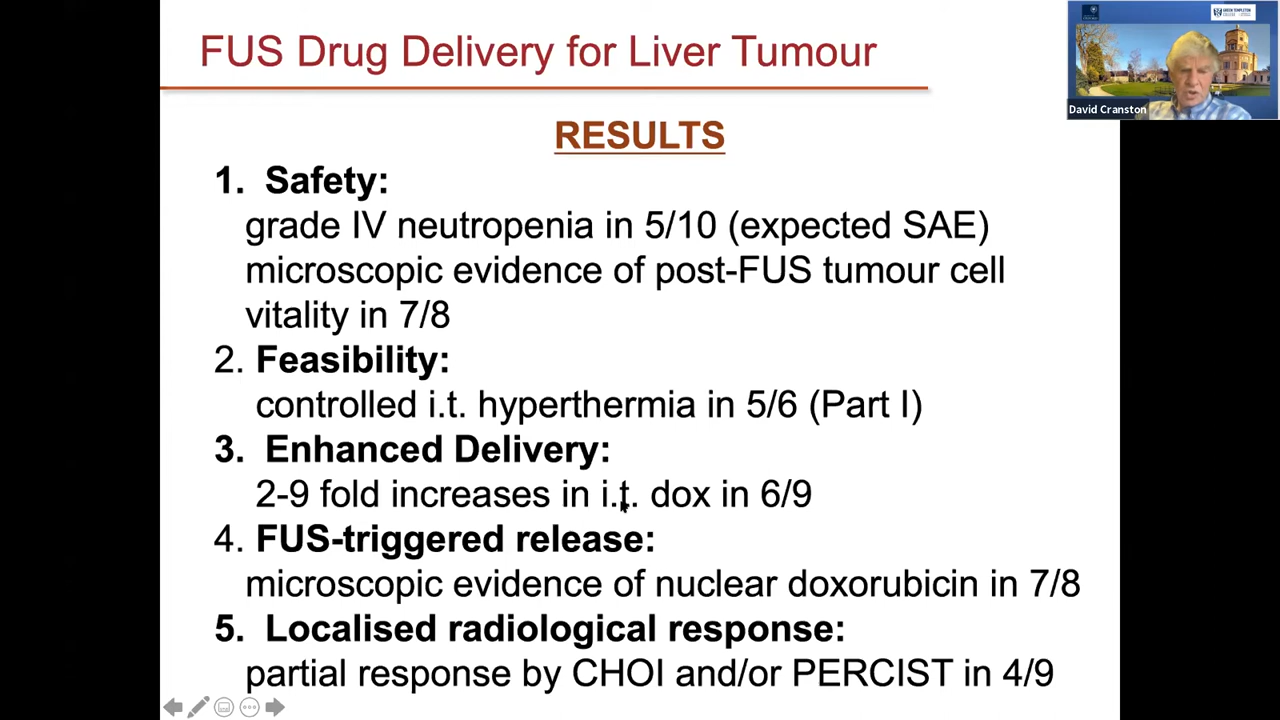 FUS Drug Delivery for Liver Tumour
GREEN TEMPLETON
COLLEGE
David Cranston
RESULTS
1. Safety:
grade IV neutropenia in 5/10 (expected SAE)
microscopic evidence of post-FUS tumour cell
vitality in 7/8
2. Feasibility:
controlled i.t. hyperthermia in 5/6 (Part I)
3. Enhanced Delivery:
2-9 fold increases in i.t. dox in 6/9
4. FUS-triggered release:
microscopic evidence of nuclear doxorubicin in 7/8
5. Localised radiological response:
partial response by CHOI and/or PERCIST in 4/9